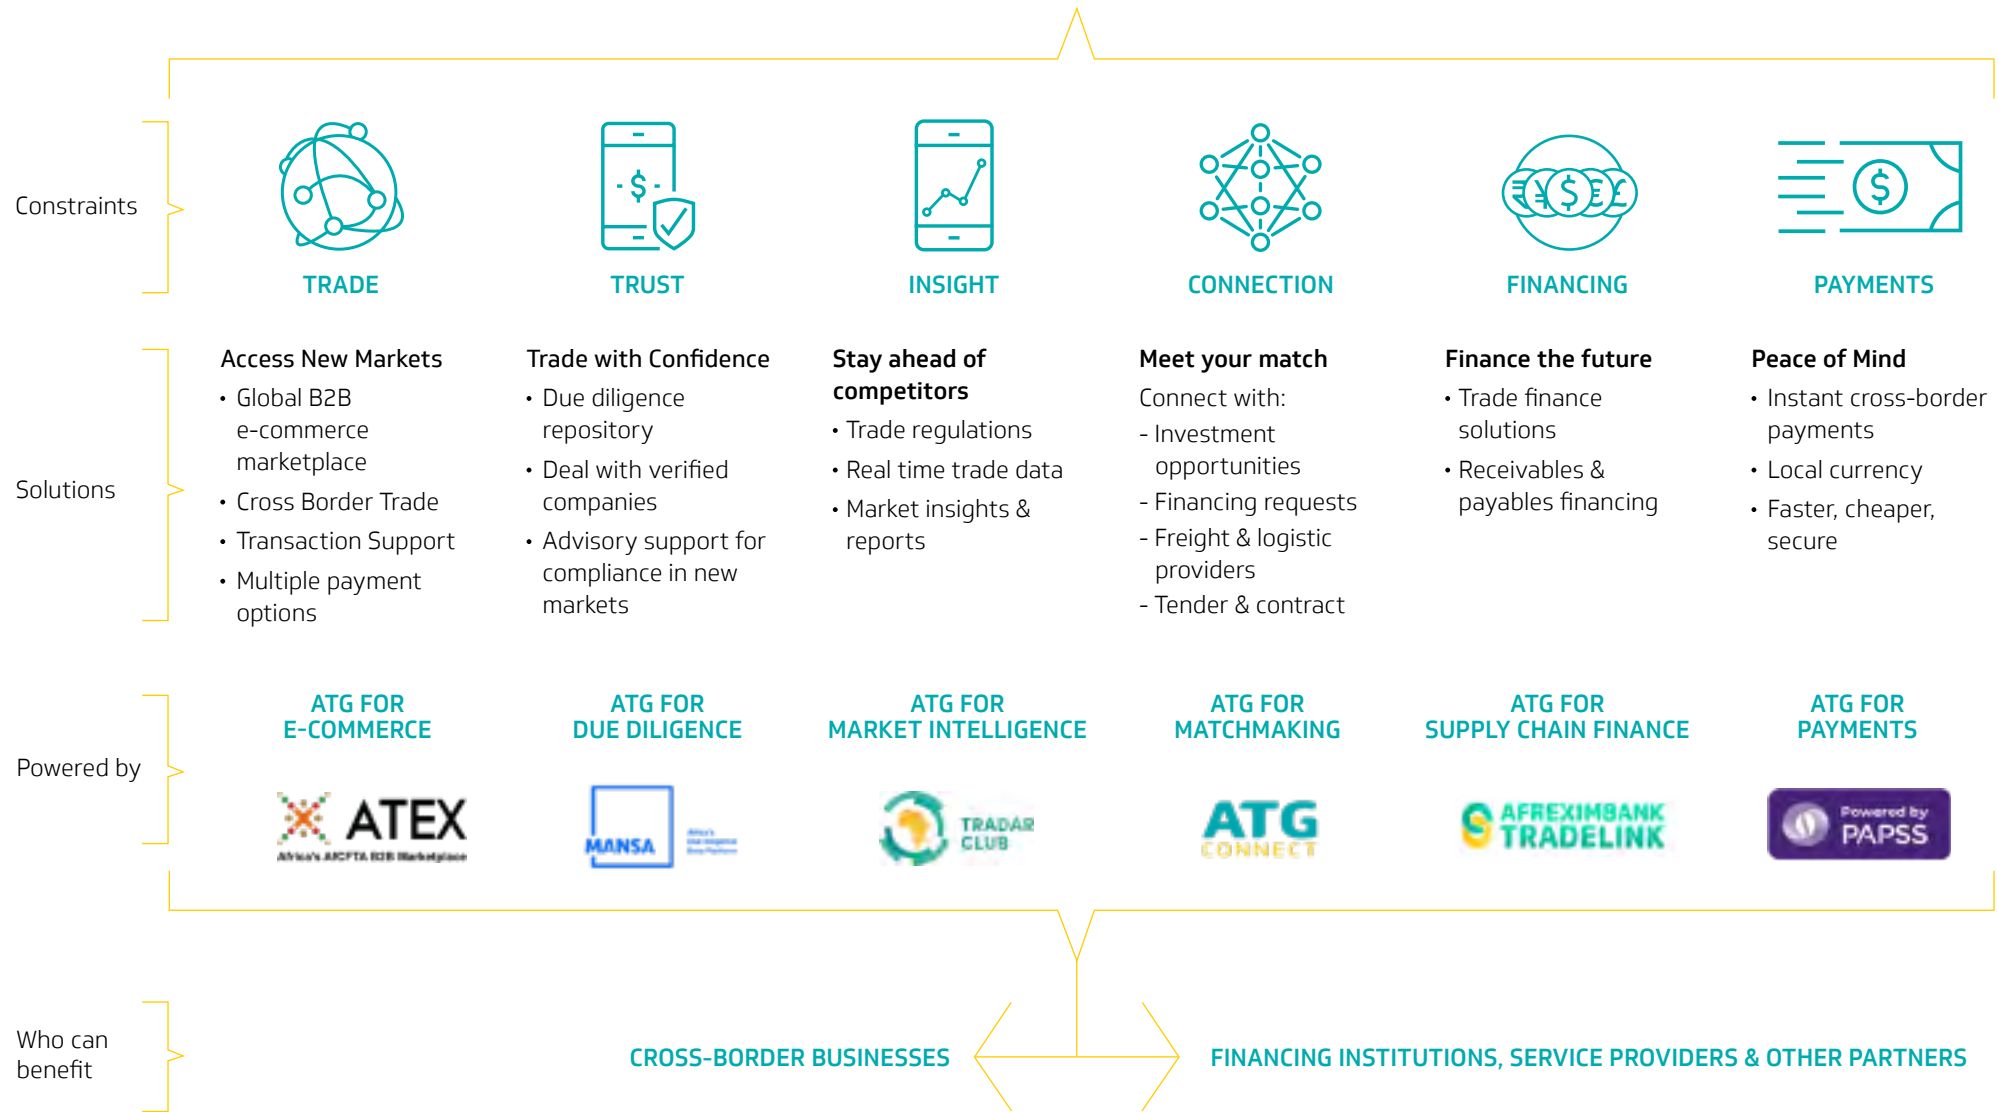 Constraints
TRADE
TRUST
INSIGHT
CONNECTION
FINANCING
PAYMENTS
Solutions
Access New Markets
• Global B2B
e-commerce
marketplace
• Cross Border Trade
• Transaction Support
• Multiple payment
options
Trade with Confidence
• Due diligence
repository
• Deal with verified
companies
• Advisory support for
compliance in new
markets
Stay ahead of
competitors
• Trade regulations
• Real time trade data
• Market insights &
reports
Meet your match
Connect with:
- Investment
opportunities
- Financing requests
- Freight & logistic
providers
- Tender & contract
Finance the future
• Trade finance
solutions
• Receivables &
payables financing
Peace of Mind
• Instant cross-border
payments
• Local currency
• Faster, cheaper,
secure
Powered by
ATG FOR
E-COMMERCE
ATEX
Africa's AfCFTA B2B Marketplace
ATG FOR
DUE DILIGENCE
MANSA
ATG FOR
MARKET INTELLIGENCE
TRADAR
CLUB
ATG FOR
MATCHMAKING
ATG
CONNECT
ATG FOR
SUPPLY CHAIN FINANCE
AFREXIMBANK
TRADELINK
ATG FOR
PAYMENTS
Powered by
PAPSS
Who can
benefit
CROSS-BORDER BUSINESSES
FINANCING INSTITUTIONS, SERVICE PROVIDERS & OTHER PARTNERS